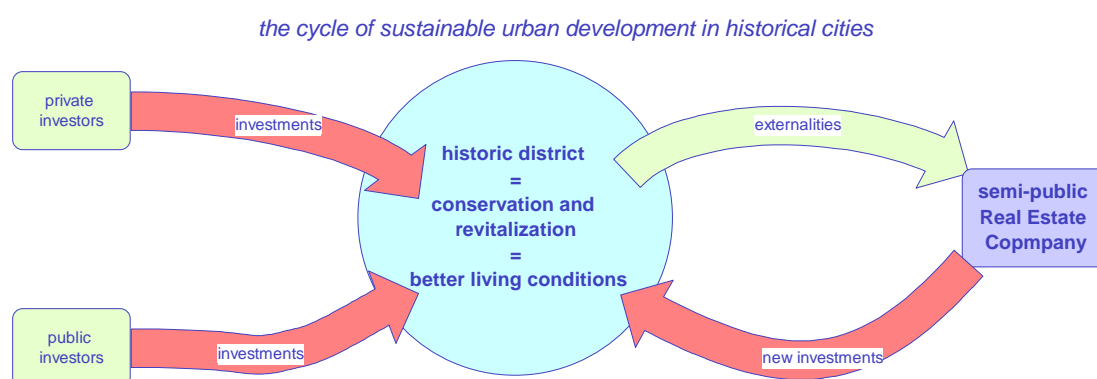 the cycle of sustainable urban development in historical cities
private
investors
investments
historic district
=
conservation and
revitalization
=
better living conditions
externalities
semi-public
Real Estate
Copmpany
public
investors
investments
new investments